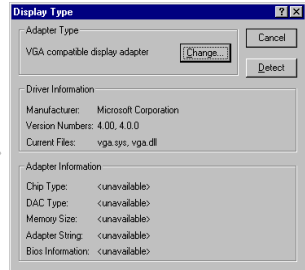 Display Type
Adapter Type
VGA compatible display adapter
Change...
Cancel
Detect
Driver Information
Manufacturer: Microsoft Corporation
Version Numbers: 4.00, 4.0.0
Current Files: vga.sys, vga.dll
Adapter Information
Chip Type: <unavailable>
DAC Type: <unavailable>
Memory Size: <unavailable>
Adapter String: <unavailable>
Bios Information: <unavailable>